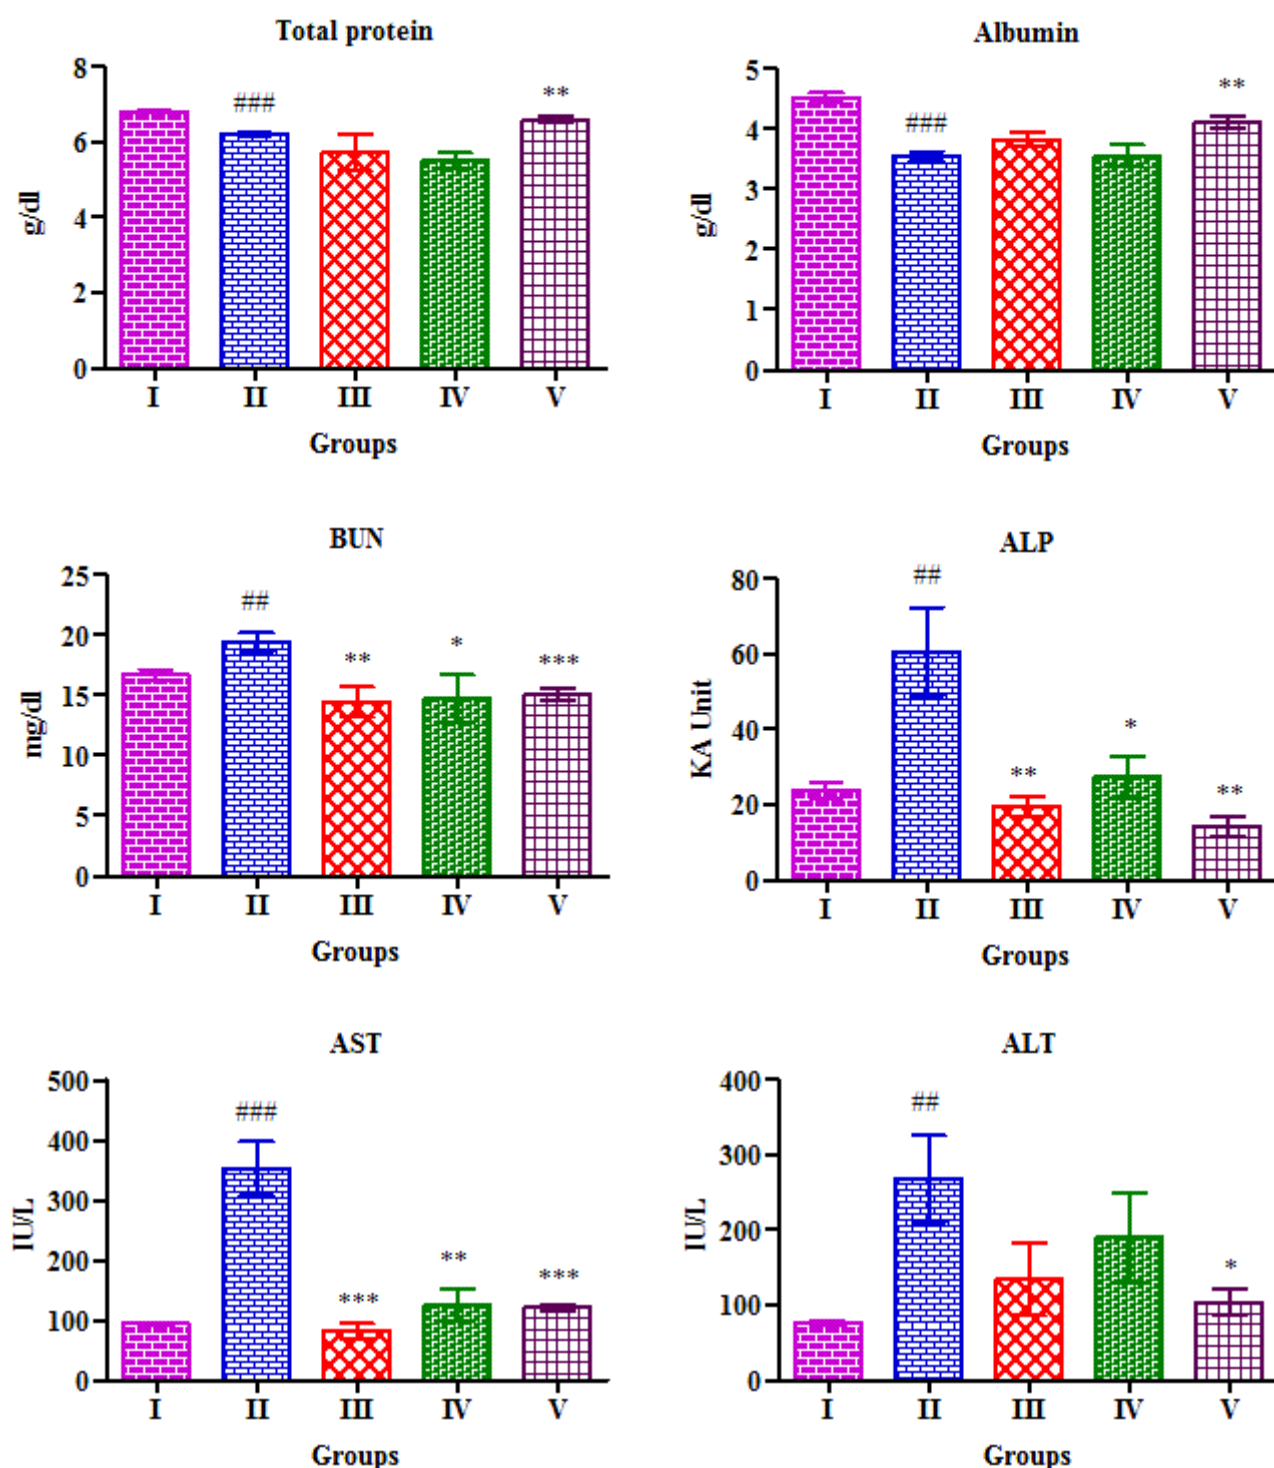 Total protein
8
6
4
2
0
g/dl
###
**
I II III IV V
Groups
Albumin
5
4
3
2
1
0
g/dl
###
**
I II III IV V
Groups
BUN
25
20
15
10
5
0
mg/dl
##
**
*
***
I II III IV V
Groups
ALP
80
60
40
20
0
KA Unit
##
**
*
**
I II III IV V
Groups
AST
500
400
300
200
100
0
IU/L
###
***
**
***
I II III IV V
Groups
ALT
400
300
200
100
0
IU/L
##
*
I II III IV V
Groups